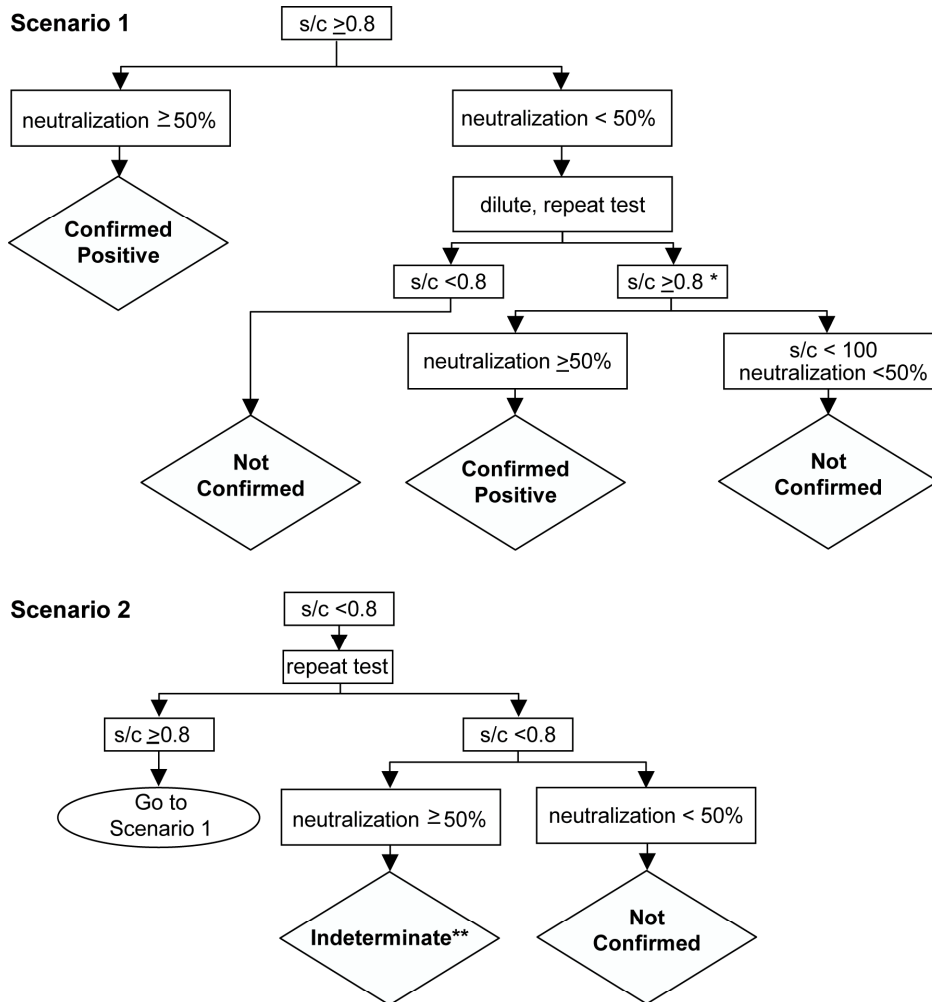 Scenario 1
s/c ≥0.8
neutralization ≥50%
neutralization < 50%
Confirmed
Positive
dilute, repeat test
s/c <0.8
s/c ≥0.8 *
neutralization ≥50%
s/c < 100
neutralization <50%
Not
Confirmed
Confirmed
Positive
Not
Confirmed
Scenario 2
s/c <0.8
repeat test
s/c ≥0.8
s/c <0.8
Go to
Scenario 1
neutralization ≥50%
neutralization < 50%
Indeterminate**
Not
Confirmed